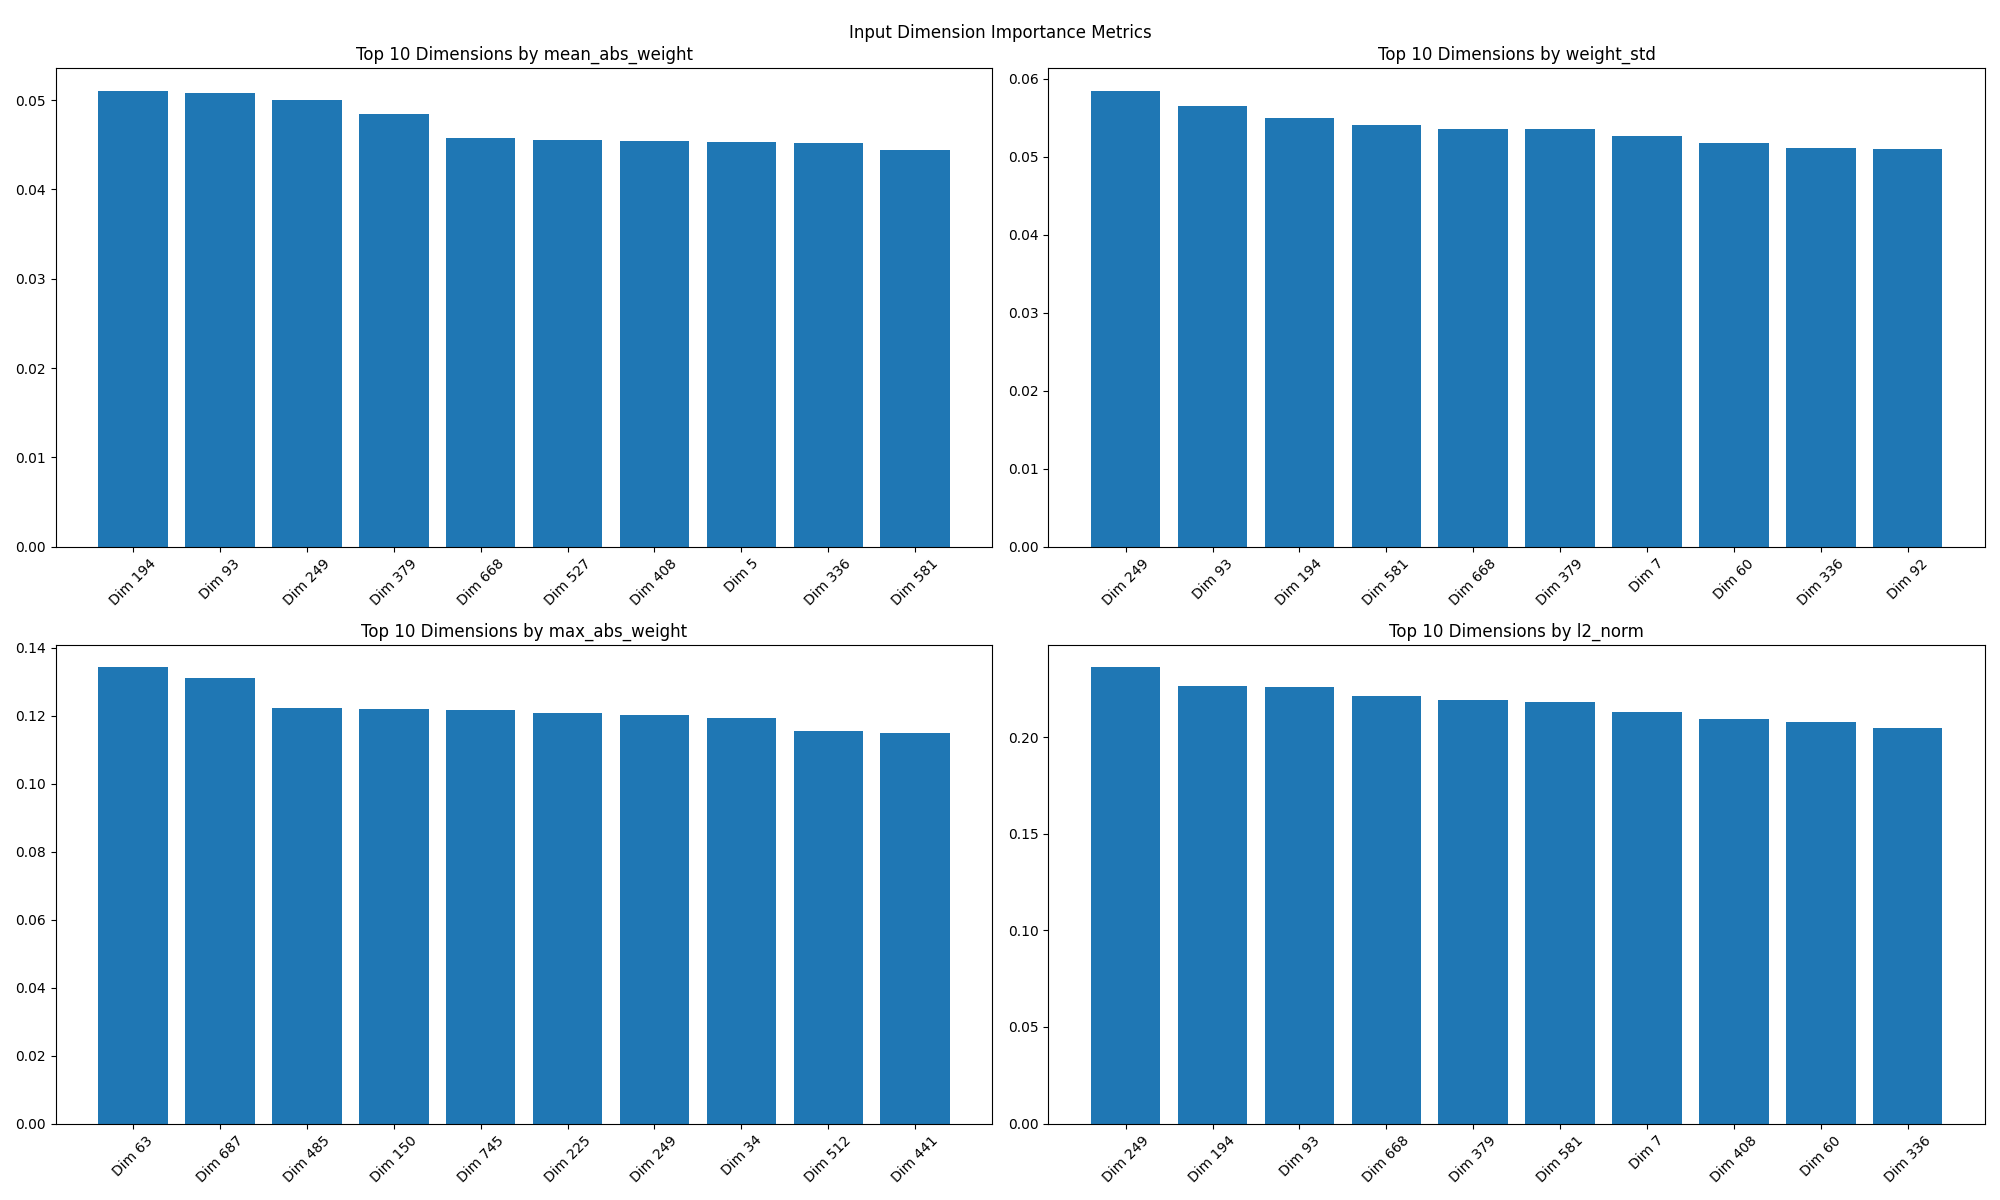 Input Dimension Importance Metrics
Top 10 Dimensions by mean_abs_weight
0.05
0.04
0.03
0.02
0.01
0.00
Dim 194 Dim 93 Dim 249 Dim 379 Dim 668 Dim 527 Dim 408 Dim 5 Dim 336 Dim 581
Top 10 Dimensions by weight_std
0.06
0.05
0.04
0.03
0.02
0.01
0.00
Dim 249 Dim 93 Dim 194 Dim 581 Dim 668 Dim 379 Dim 7 Dim 60 Dim 336 Dim 92
Top 10 Dimensions by max_abs_weight
0.14
0.12
0.10
0.08
0.06
0.04
0.02
0.00
Dim 63 Dim 687 Dim 485 Dim 150 Dim 745 Dim 225 Dim 249 Dim 34 Dim 512 Dim 441
Top 10 Dimensions by l2_norm
0.20
0.15
0.10
0.05
0.00
Dim 249 Dim 194 Dim 93 Dim 668 Dim 379 Dim 581 Dim 7 Dim 408 Dim 60 Dim 336